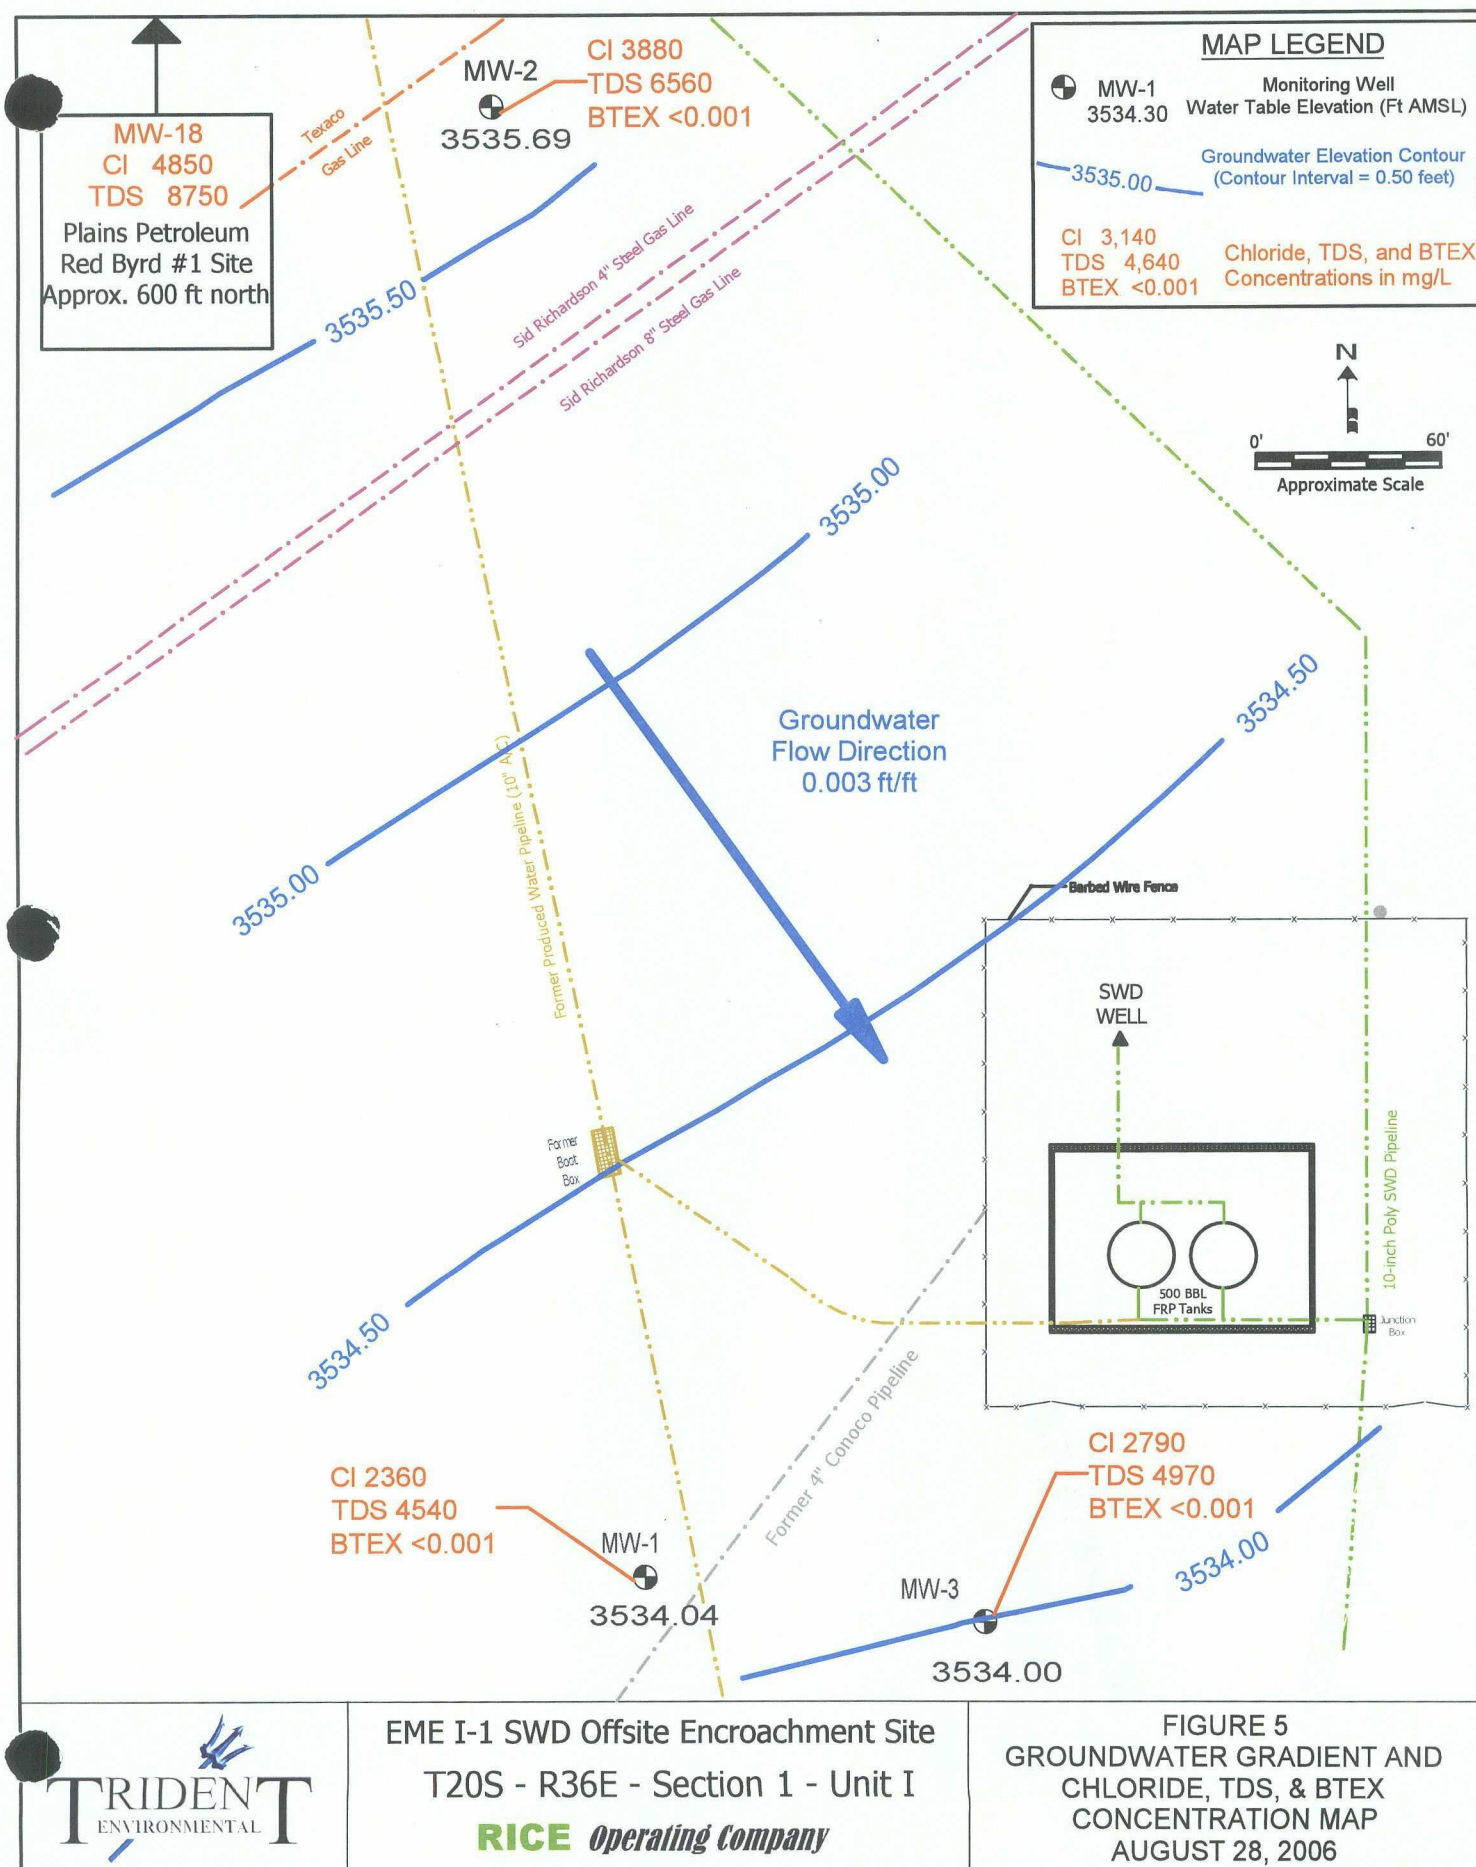 MW-18
Cl 4850
TDS 8750
Plains Petroleum
Red Byrd #1 Site
Approx. 600 ft north
Texaco
Gas Line
MW-2
3535.69
Cl 3880
TDS 6560
BTEX <0.001
MAP LEGEND
MW-1
3534.30
Monitoring Well
Water Table Elevation (Ft AMSL)
3535.00
Groundwater Elevation Contour
(Contour Interval = 0.50 feet)
Cl 3,140
TDS 4,640
BTEX <0.001
Chloride, TDS, and BTEX
Concentrations in mg/L
N
0'
60'
Approximate Scale
3535.50
Sid Richardson 4" Steel Gas Line
Sid Richardson 8" Steel Gas Line
3535.00
3535.00
Groundwater
Flow Direction
0.003 ft/ft
3534.50
Former Produced Water Pipeline (10" A/C)
Barbed Wire Fence
SWD
WELL
Former
Boot
Box
10-inch Poly SWD Pipeline
500 BBL
FRP Tanks
Junction
Box
3534.50
Former 4" Conoco Pipeline
Cl 2360
TDS 4540
BTEX <0.001
MW-1
3534.04
Cl 2790
TDS 4970
BTEX <0.001
MW-3
3534.00
3534.00
TRIDENT
ENVIRONMENTAL
EME I-1 SWD Offsite Encroachment Site
T20S - R36E - Section 1 - Unit I
RICE Operating Company
FIGURE 5
GROUNDWATER GRADIENT AND
CHLORIDE, TDS, & BTEX
CONCENTRATION MAP
AUGUST 28, 2006